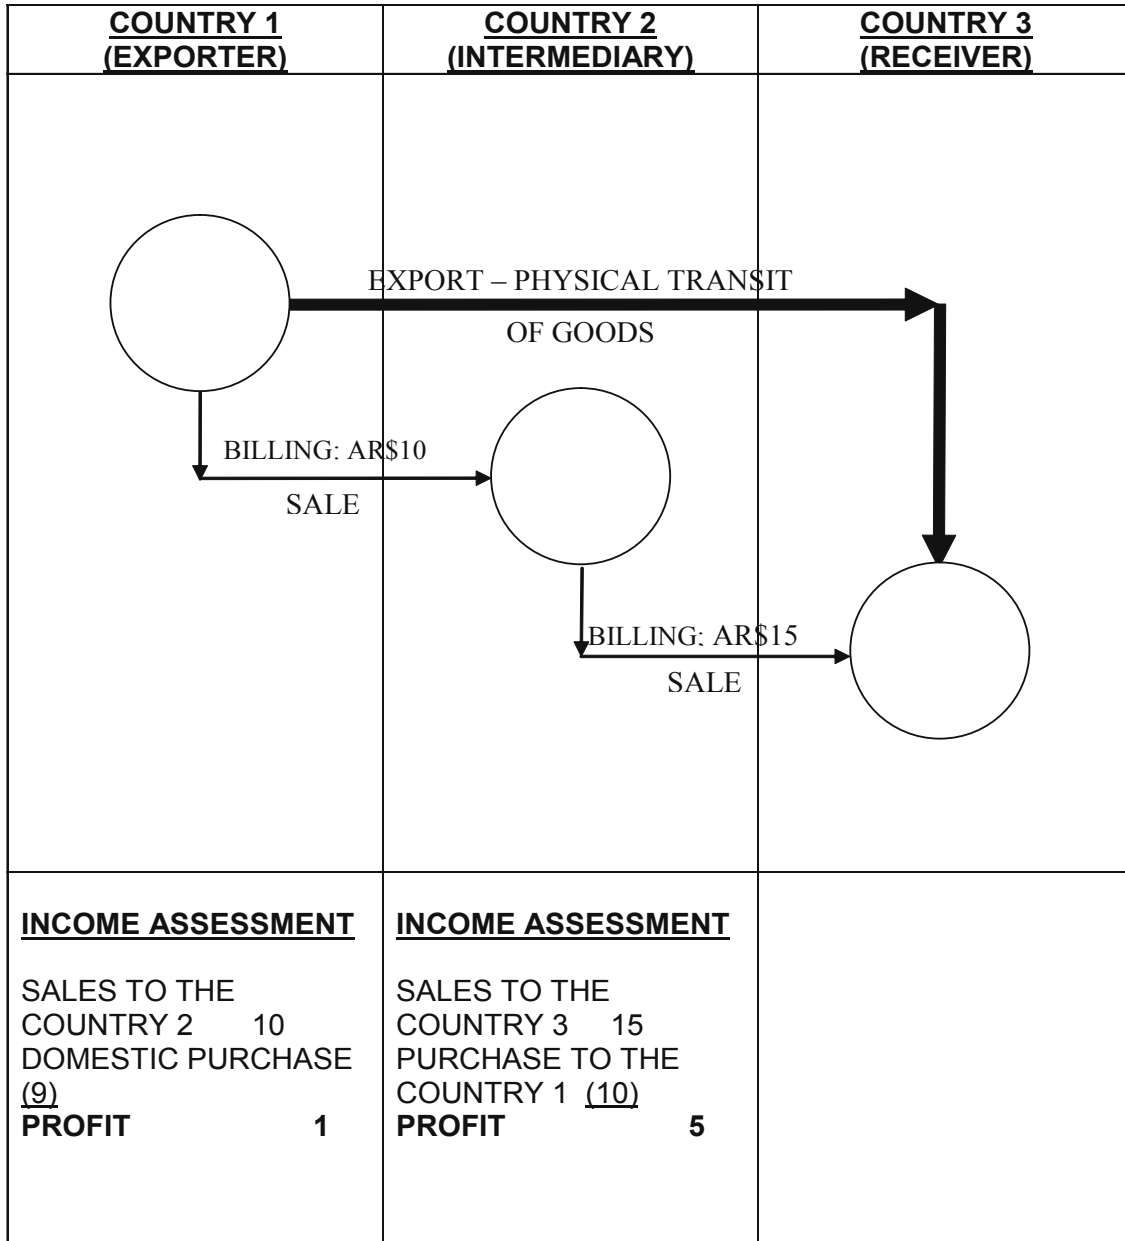 COUNTRY 1
(EXPORTER)
COUNTRY 2
(INTERMEDIARY)
COUNTRY 3
(RECEIVER)
EXPORT – PHYSICAL TRANSIT
OF GOODS
BILLING: AR$10
SALE
BILLING: AR$15
SALE
INCOME ASSESSMENT
SALES TO THE
COUNTRY 2 10
DOMESTIC PURCHASE
(9)
PROFIT 1
INCOME ASSESSMENT
SALES TO THE
COUNTRY 3 15
PURCHASE TO THE
COUNTRY 1 (10)
PROFIT 5